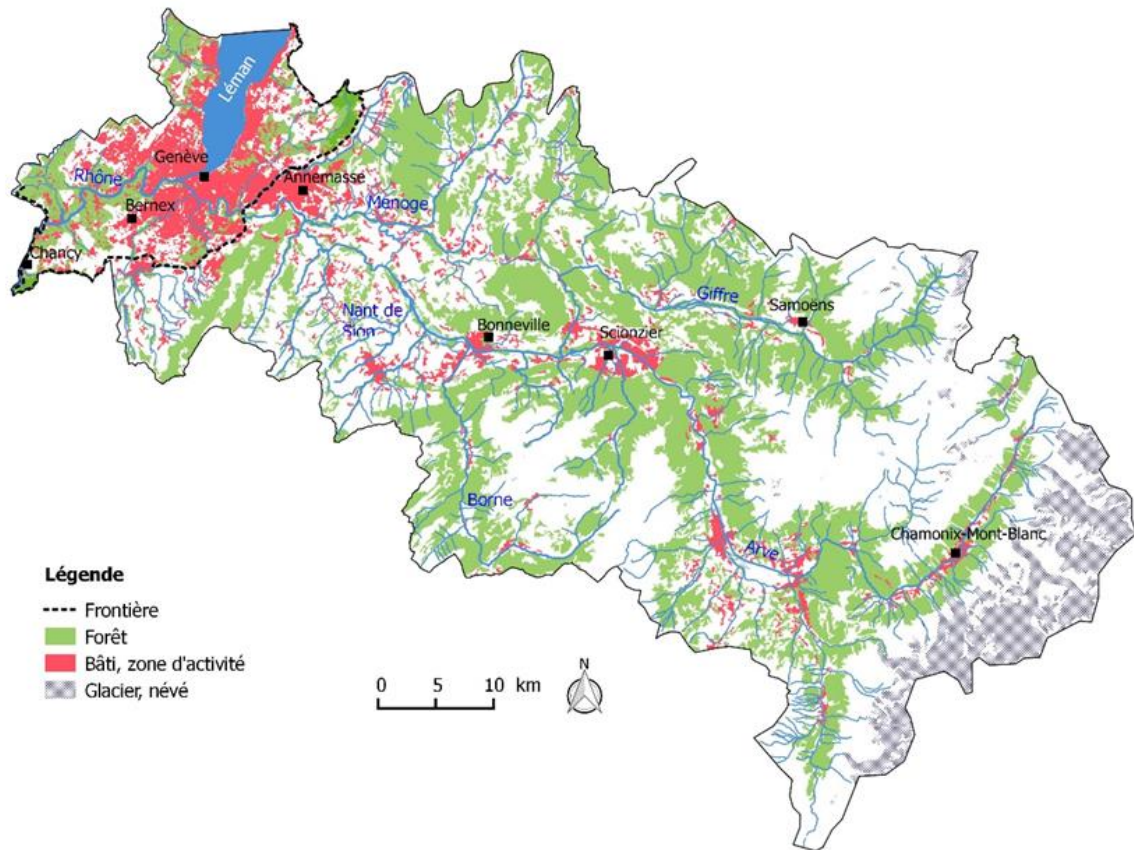 Léman
Genève
Rhône
Annemasse
Bernex
Menoge
Chancy
Giffre
Samoëns
Nant de
Sion
Bonneville
Scionzier
Borne
Arve
Chamonix-Mont-Blanc
Légende
Frontière
Forêt
Bâti, zone d'activité
Glacier, névé
0 5 10 km
N